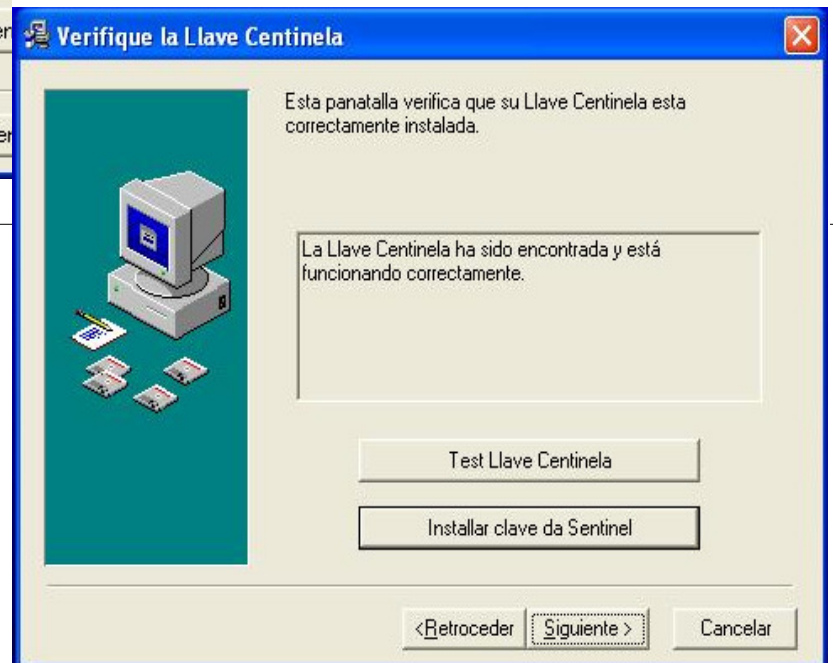 Verifique la Llave Centinela
Esta panatalla verifica que su Llave Centinela esta
correctamente instalada.
La Llave Centinela ha sido encontrada y está
funcionando correctamente.
Test Llave Centinela
Installar clave da Sentinel
<Retroceder
Siguiente >
Cancelar